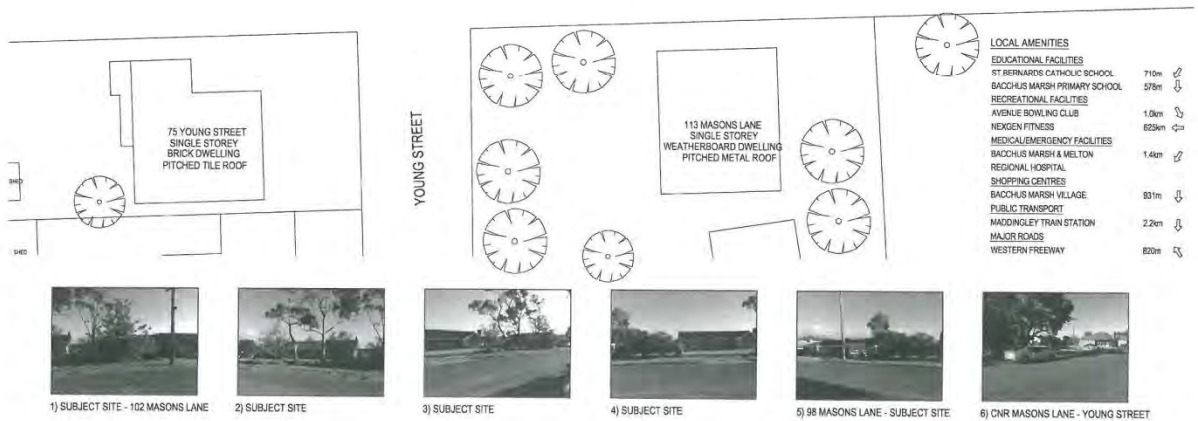 75 YOUNG STREET
SINGLE STOREY
BRICK DWELLING
PITCHED TILE ROOF
SHED
SHED
YOUNG STREET
113 MASONS LANE
SINGLE STOREY
WEATHERBOARD DWELLING
PITCHED METAL ROOF
LOCAL AMENITIES
EDUCATIONAL FACILITIES
ST.BERNARDS CATHOLIC SCHOOL 710m
BACCHUS MARSH PRIMARY SCHOOL 578m
RECREATIONAL FACILITIES
AVENUE BOWLING CLUB 1.0km
NEXGEN FITNESS 625km
MEDICAL/EMERGENCY FACILITIES
BACCHUS MARSH & MELTON 1.4km
REGIONAL HOSPITAL
SHOPPING CENTRES
BACCHUS MARSH VILLAGE 931m
PUBLIC TRANSPORT
MADDINGLEY TRAIN STATION 2.2km
MAJOR ROADS
WESTERN FREEWAY 820m
1) SUBJECT SITE - 102 MASONS LANE
2) SUBJECT SITE
3) SUBJECT SITE
4) SUBJECT SITE
5) 98 MASONS LANE - SUBJECT SITE
6) CNR MASONS LANE - YOUNG STREET